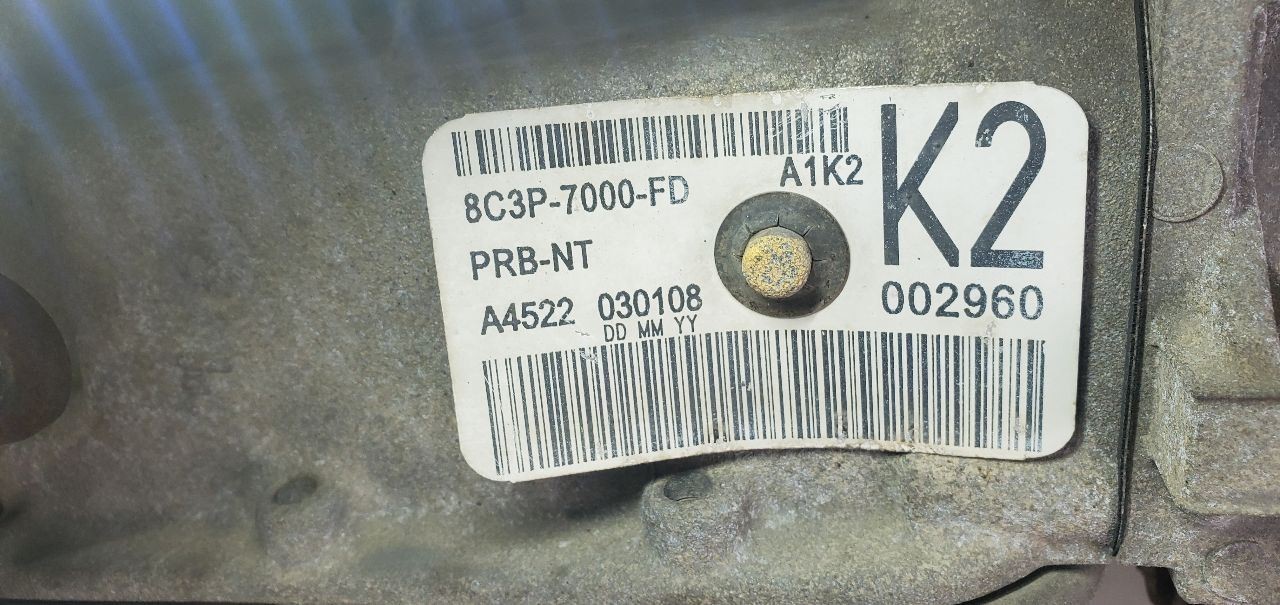 A1K2
K2
8C3P-7000-FD
PRB-NT
A4522 030108
DD MM YY
002960